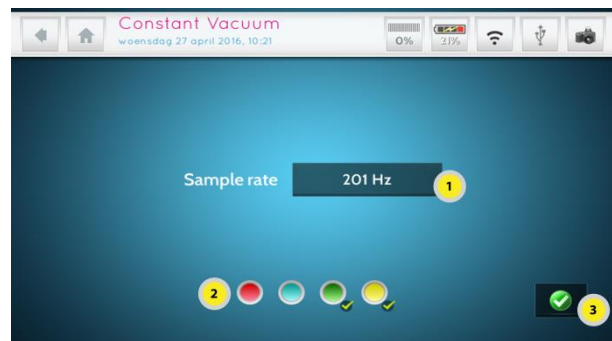 Constant Vacuum
woensdag 27 april 2016, 10:21
0%
21%
Sample rate 201 Hz
1
2
3